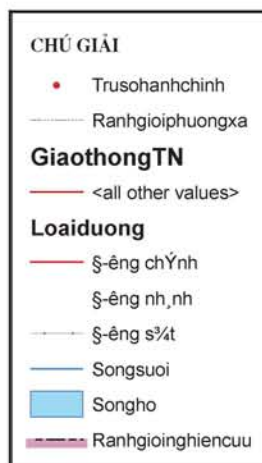 CHÚ GIẢI
Trusohanhchinh
Ranhgioiphuongxa
GiaothongTN
<all other values>
Loaiduong
§-êng chÝnh
§-êng nh¸nh
§-êng s¾t
Songsuoi
Songho
Ranhgioinghiencuu